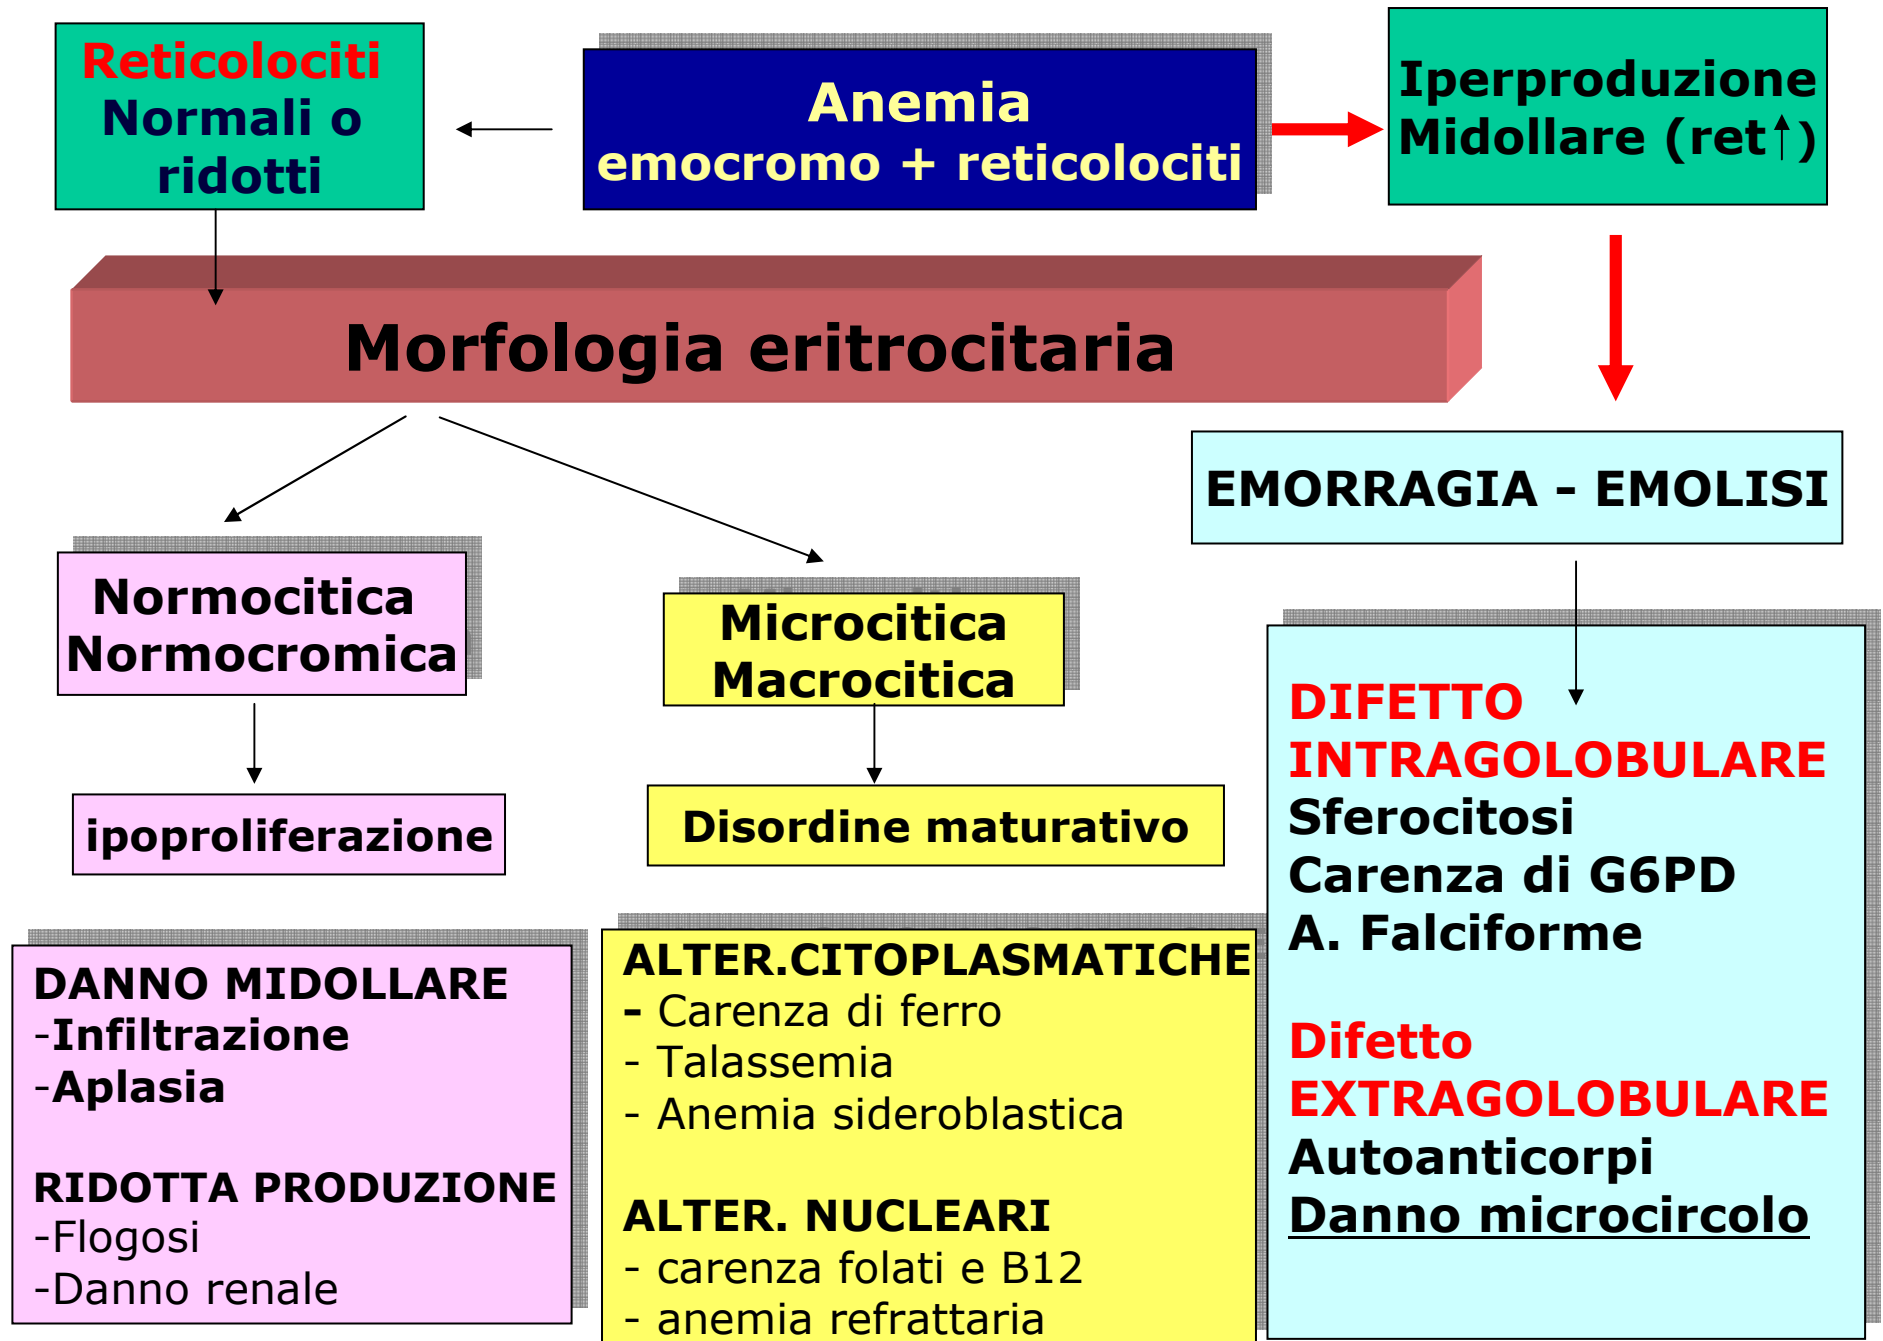 Reticolociti
Normali o
ridotti
Anemia
emocromo + reticolociti
Iperproduzione
Midollare (ret↑)
Morfologia eritrocitaria
EMORRAGIA - EMOLISI
Normocitica
Normocromica
Microcitica
Macrocitica
ipoproliferazione
Disordine maturativo
DANNO MIDOLLARE
-Infiltrazione
-Aplasia
RIDOTTA PRODUZIONE
-Flogosi
-Danno renale
ALTER.CITOPLASMATICHE
- Carenza di ferro
- Talassemia
- Anemia sideroblastica
ALTER. NUCLEARI
- carenza folati e B12
- anemia refrattaria
DIFETTO
INTRAGOLOBULARE
Sferocitosi
Carenza di G6PD
A. Falciforme
Difetto
EXTRAGOLOBULARE
Autoanticorpi
Danno microcircolo